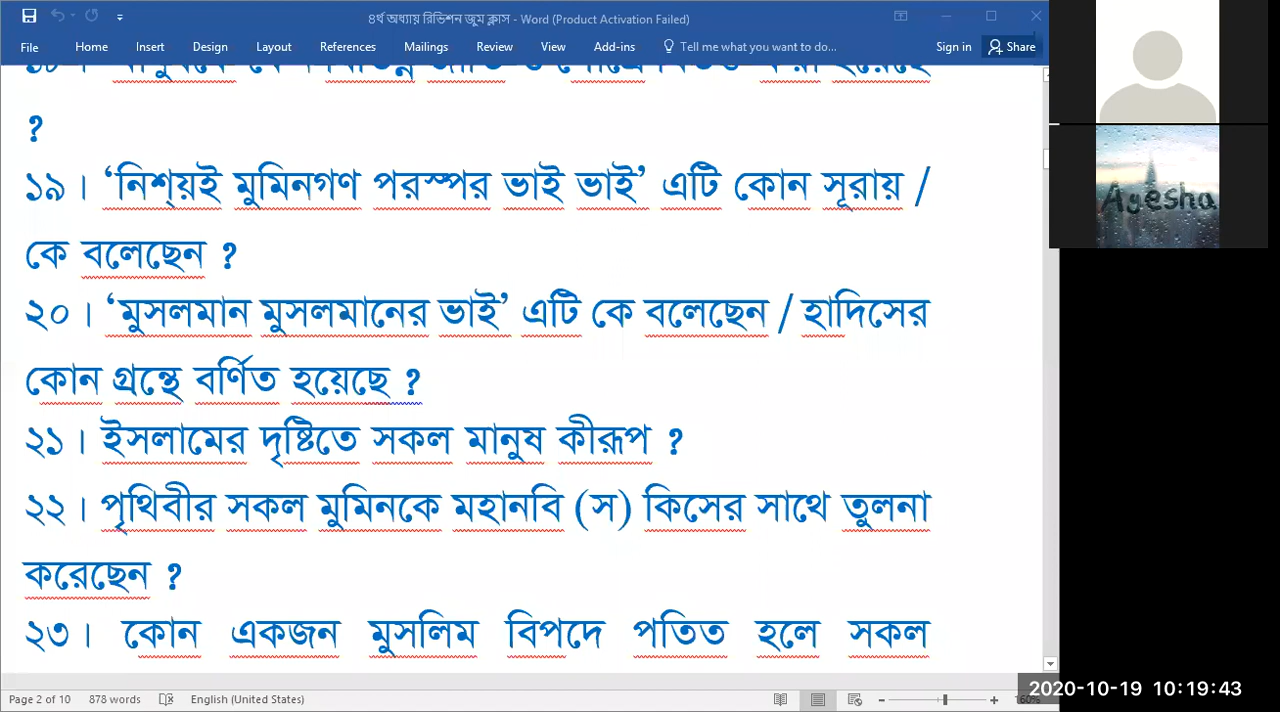 ৪র্থ অধ্যায় রিভিশন জুম ক্লাস - Word (Product Activation Failed)
File Home Insert Design Layout References Mailings Review View Add-ins Tell me what you want to do... Sign in Share
?
১৯। ‘নিশ্য়ই মুমিনগণ পরস্পর ভাই ভাই’ এটি কোন সূরায় /
কে বলেছেন ?
২০। ‘মুসলমান মুসলমানের ভাই’ এটি কে বলেছেন / হাদিসের
কোন গ্রন্থে বর্ণিত হয়েছে ?
২১। ইসলামের দৃষ্টিতে সকল মানুষ কীরূপ ?
২২। পৃথিবীর সকল মুমিনকে মহানবি (স) কিসের সাথে তুলনা
করেছেন ?
২৩। কোন একজন মুসলিম বিপদে পতিত হলে সকল
Ayesha
Page 2 of 10 878 words English (United States)
2020-10-19 10:19:43